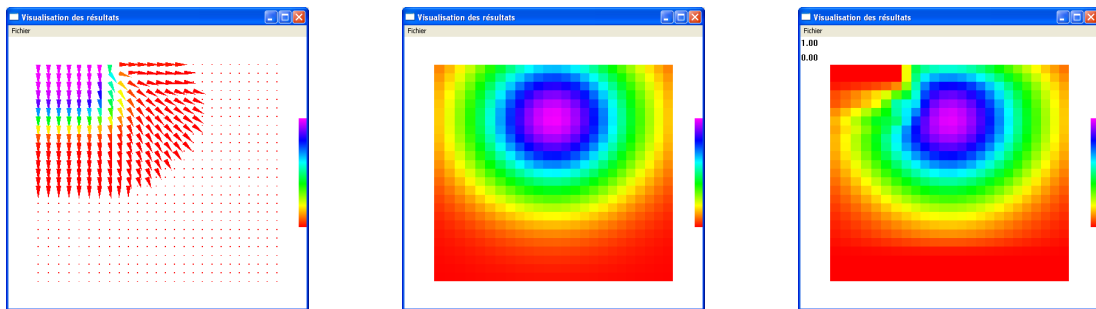 Visualisation des résultats
Fichier
Visualisation des résultats
Fichier
Visualisation des résultats
Fichier
1.00
0.00